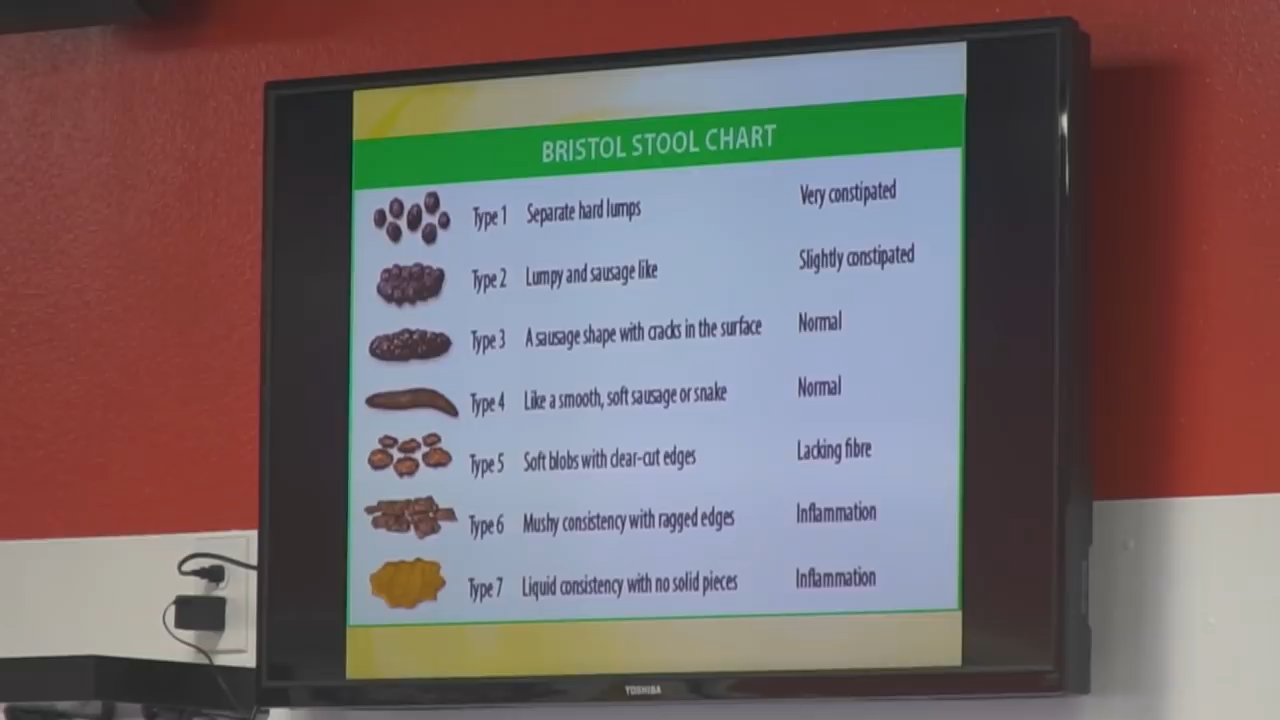 BRISTOL STOOL CHART
Type 1 Separate hard lumps Very constipated
Type 2 Lumpy and sausage like Slightly constipated
Type 3 A sausage shape with cracks in the surface Normal
Type 4 Like a smooth, soft sausage or snake Normal
Type 5 Soft blobs with clear-cut edges Lacking fibre
Type 6 Mushy consistency with ragged edges Inflammation
Type 7 Liquid consistency with no solid pieces Inflammation
TOSHIBA